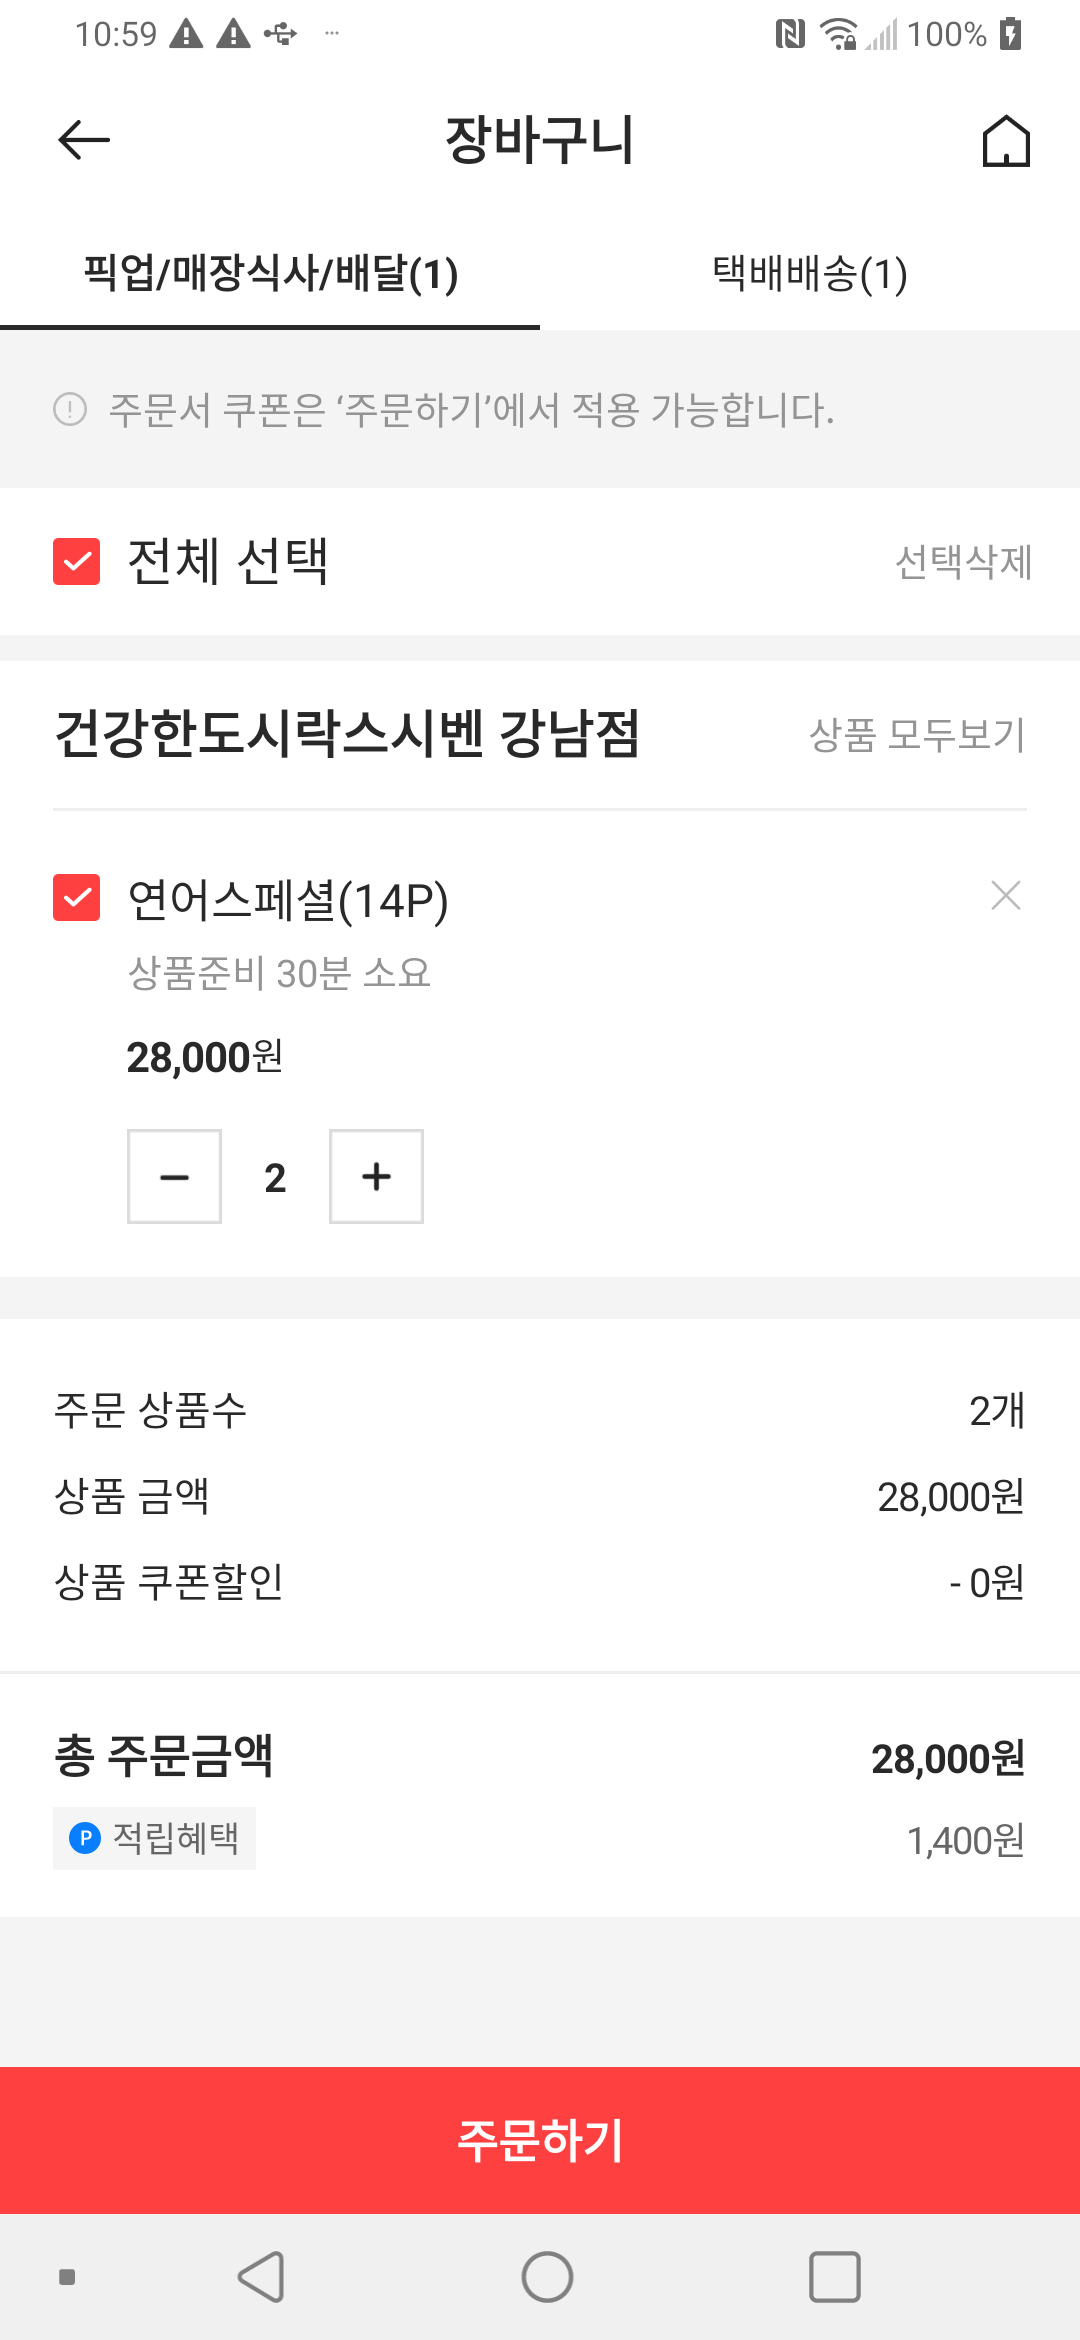 10:59
100%
장바구니
픽업/매장식사/배달(1)
택배배송(1)
주문서 쿠폰은 ‘주문하기’에서 적용 가능합니다.
전체 선택
선택삭제
건강한도시락스시벤 강남점
상품 모두보기
연어스페셜(14P)
상품준비 30분 소요
28,000원
2
주문 상품수
2개
상품 금액
28,000원
상품 쿠폰할인
- 0원
총 주문금액
28,000원
P 적립혜택
1,400원
주문하기